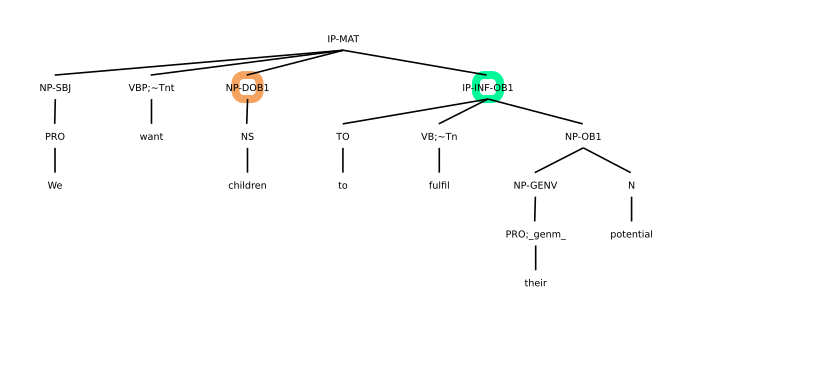 IP-MAT
NP-SBJ VBP;~Tnt NP-DOB1 IP-INF-OB1
PRO want NS TO VB;~Tn NP-OB1
We children to fulfil NP-GENV N
PRO;_genm_ potential
their